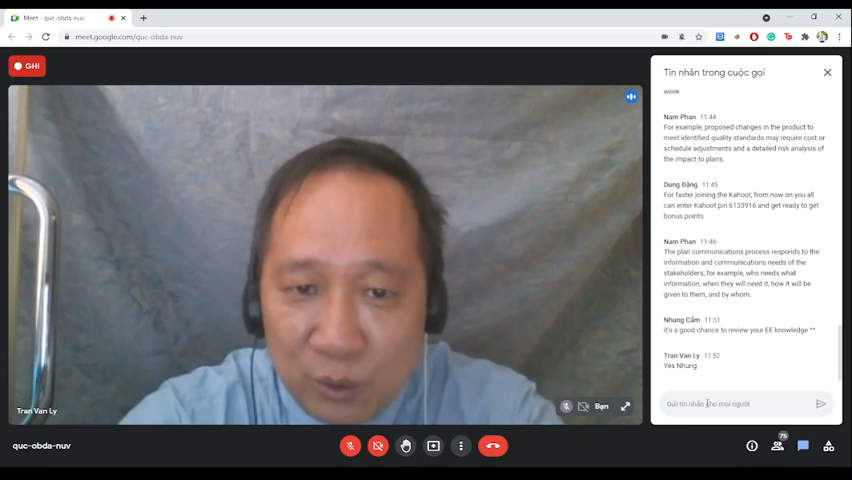 Meet - quc-obda-nuv
meet.google.com/quc-obda-nuv
GHI
Tin nhắn trong cuộc gọi
week
Nam Phan 11:44
For example, proposed changes in the product to
meet identified quality standards may require cost or
schedule adjustments and a detailed risk analysis of
the impact to plans.
Dung Đặng 11:45
For faster joining the Kahoot, from now on you all
can enter Kahoot pin 6133916 and get ready to get
bonus points
Nam Phan 11:46
The plan communications process responds to the
information and communications needs of the
stakeholders; for example, who needs what
information, when they will need it, how it will be
given to them, and by whom.
Nhung Cẩm 11:51
it's a good chance to review your EE knowledge ^^
Tran Van Ly 11:52
Yes Nhung
Gửi tin nhắn cho mọi người
Tran Van Ly
Bạn
quc-obda-nuv
75